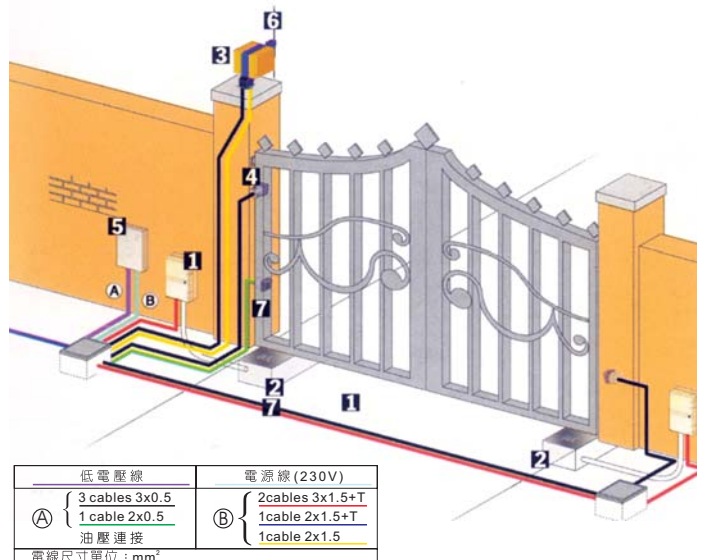 6
3
4
5
1
A
B
7
2
7
1
2
低電壓線
電源線(230V)
A
3 cables 3x0.5
1 cable 2x0.5
油壓連接
B
2cables 3x1.5+T
1cable 2x1.5+T
1cable 2x1.5
電線尺寸單位：mm²